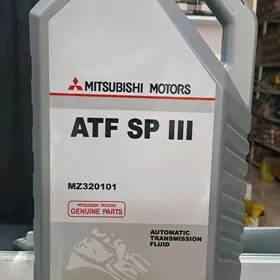 MITSUBISHI MOTORS
ATF SP III
MZ320101
MITSUBISHI MOTORS
GENUINE PARTS
AUTOMATIC
TRANSMISSION
FLUID